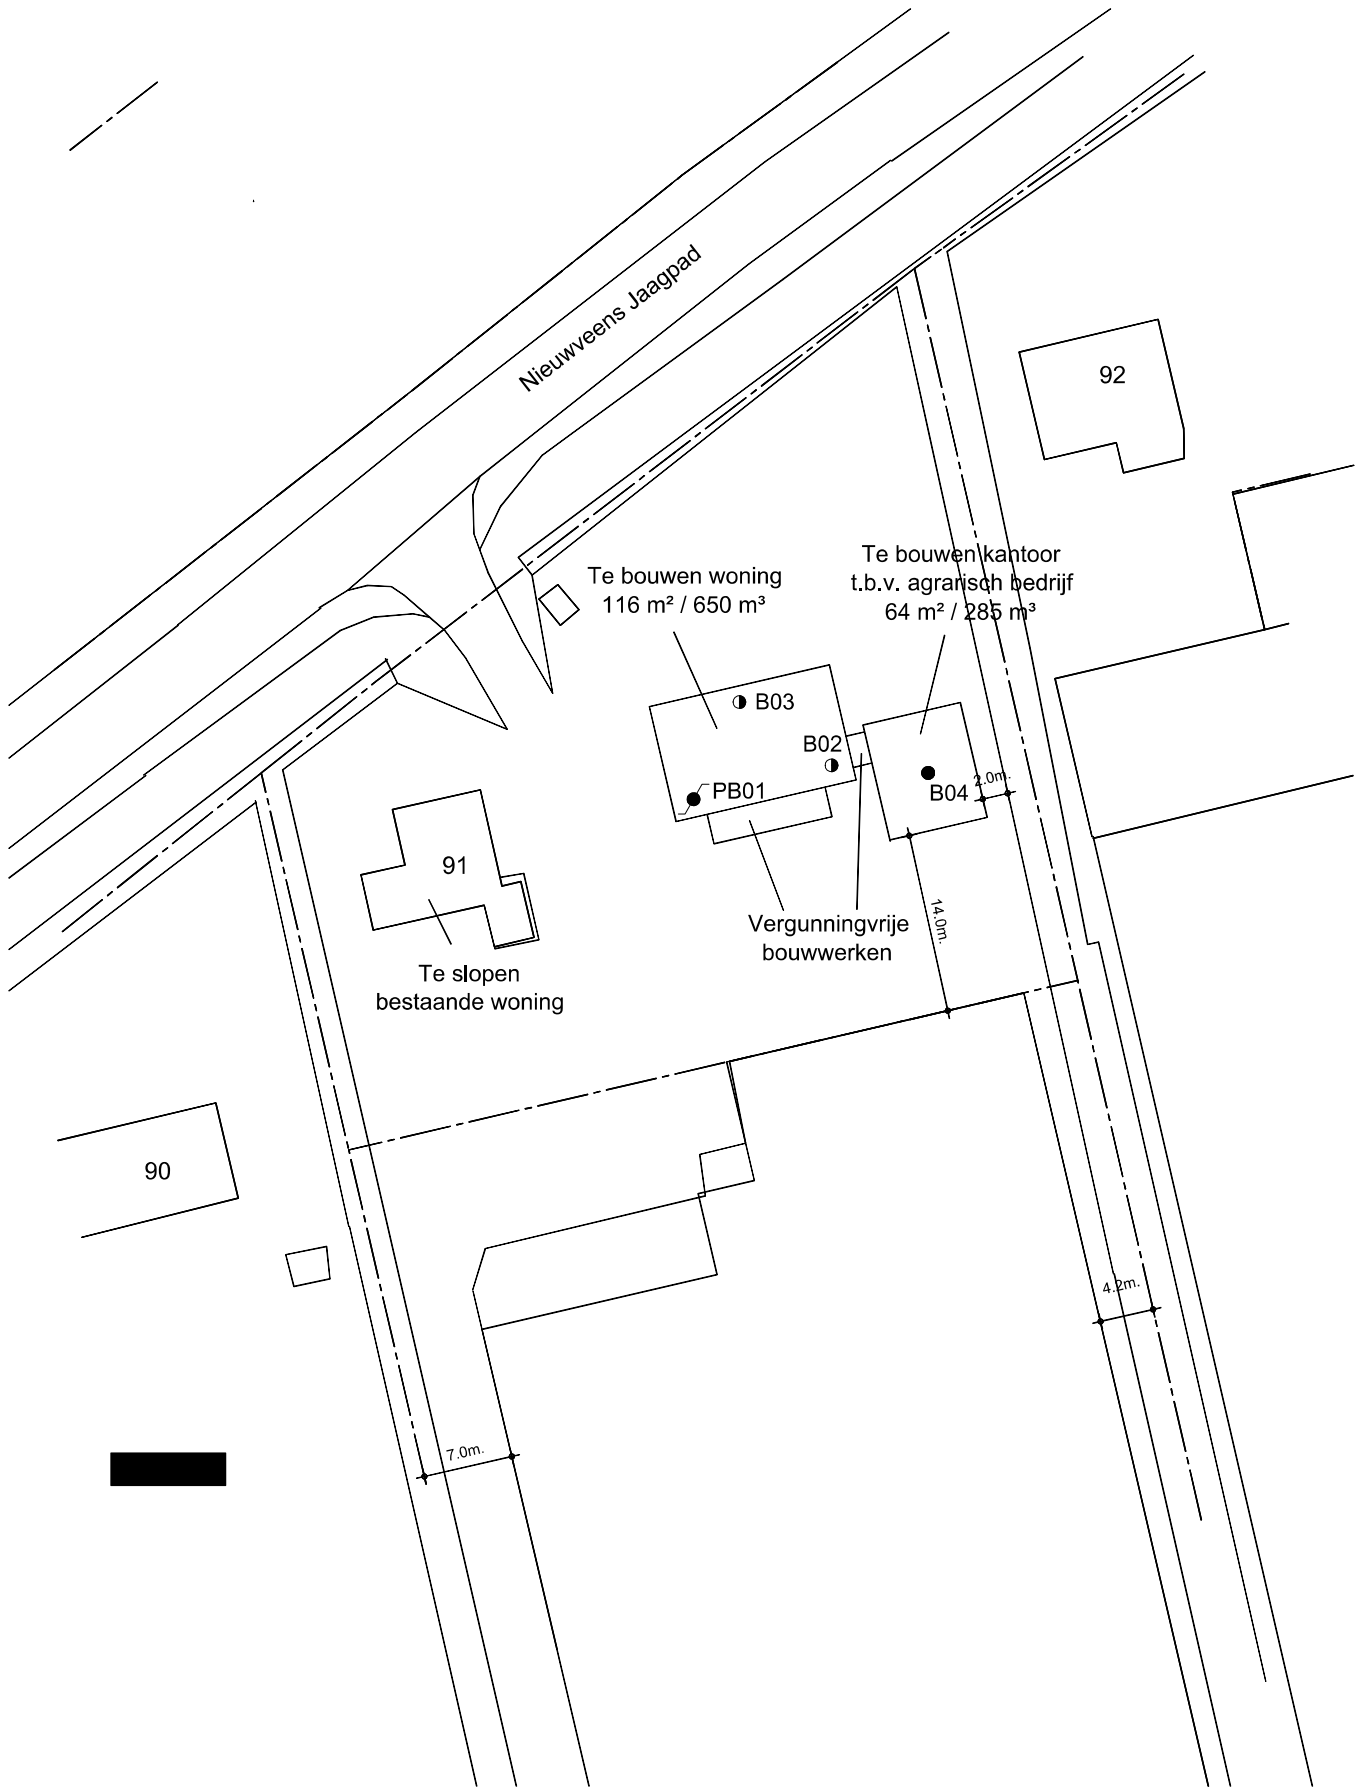 Nieuwveens Jaagpad
92
Te bouwen kantoor
t.b.v. agrarisch bedrijf
64 m² / 285 m³
Te bouwen woning
116 m² / 650 m³
B03
B02
PB01
B04
2.0m.
91
14.0m.
Vergunningvrije
bouwwerken
Te slopen
bestaande woning
90
4.2m.
7.0m.